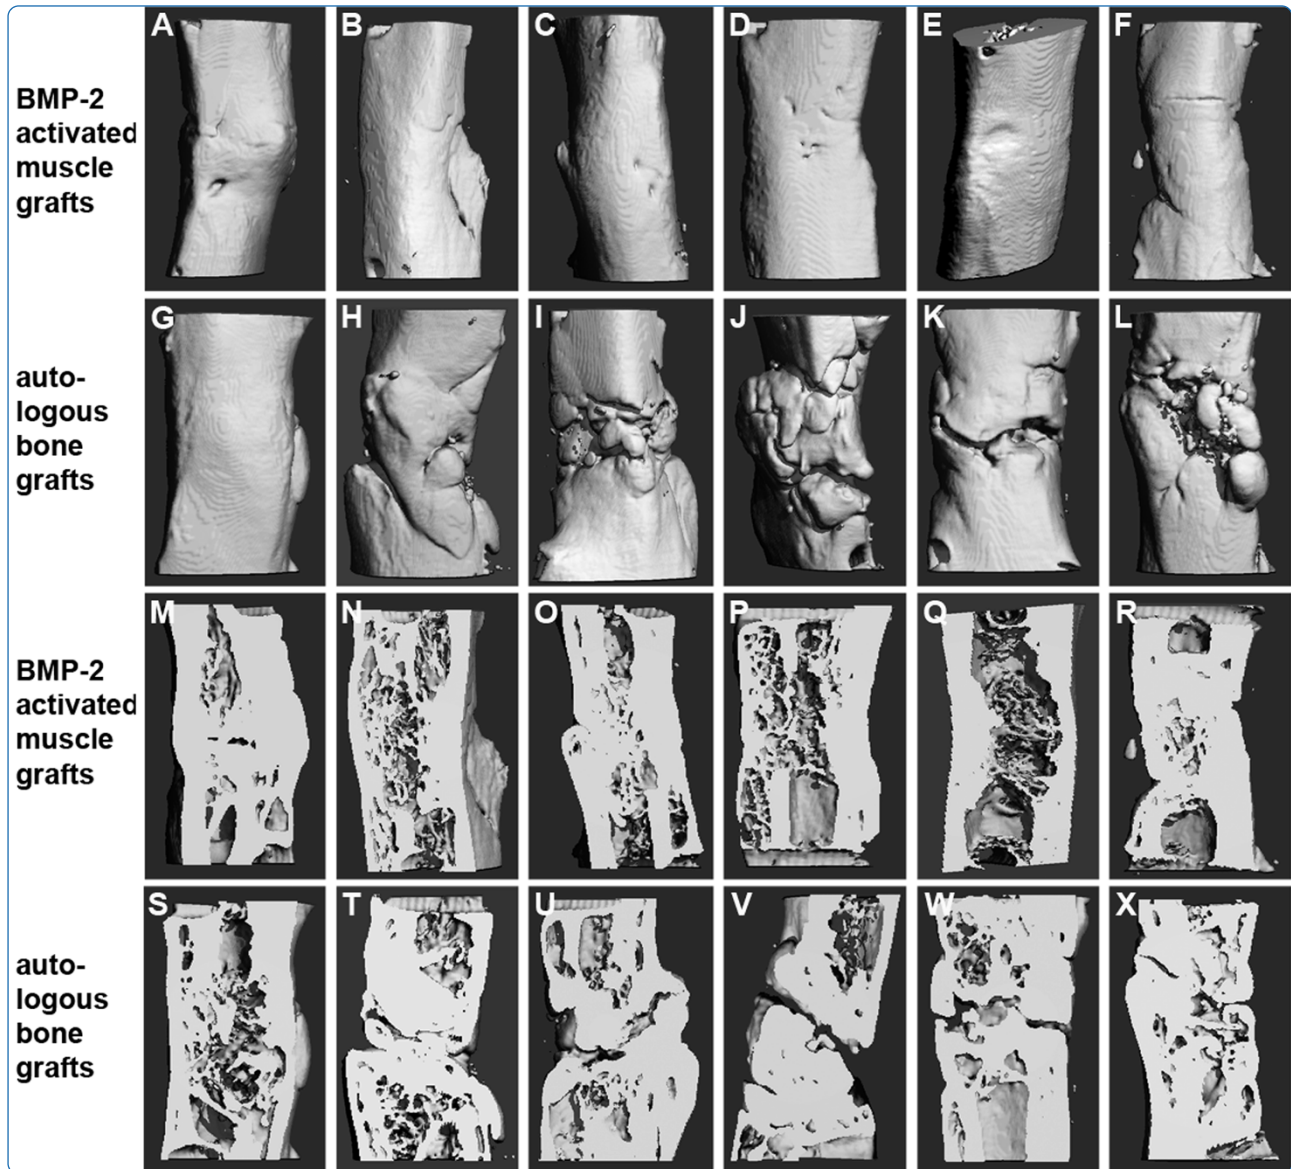 A B C D E F
BMP-2
activated
muscle
grafts
G H I J K L
auto-
logous
bone
grafts
M N O P Q R
BMP-2
activated
muscle
grafts
S T U V W X
auto-
logous
bone
grafts